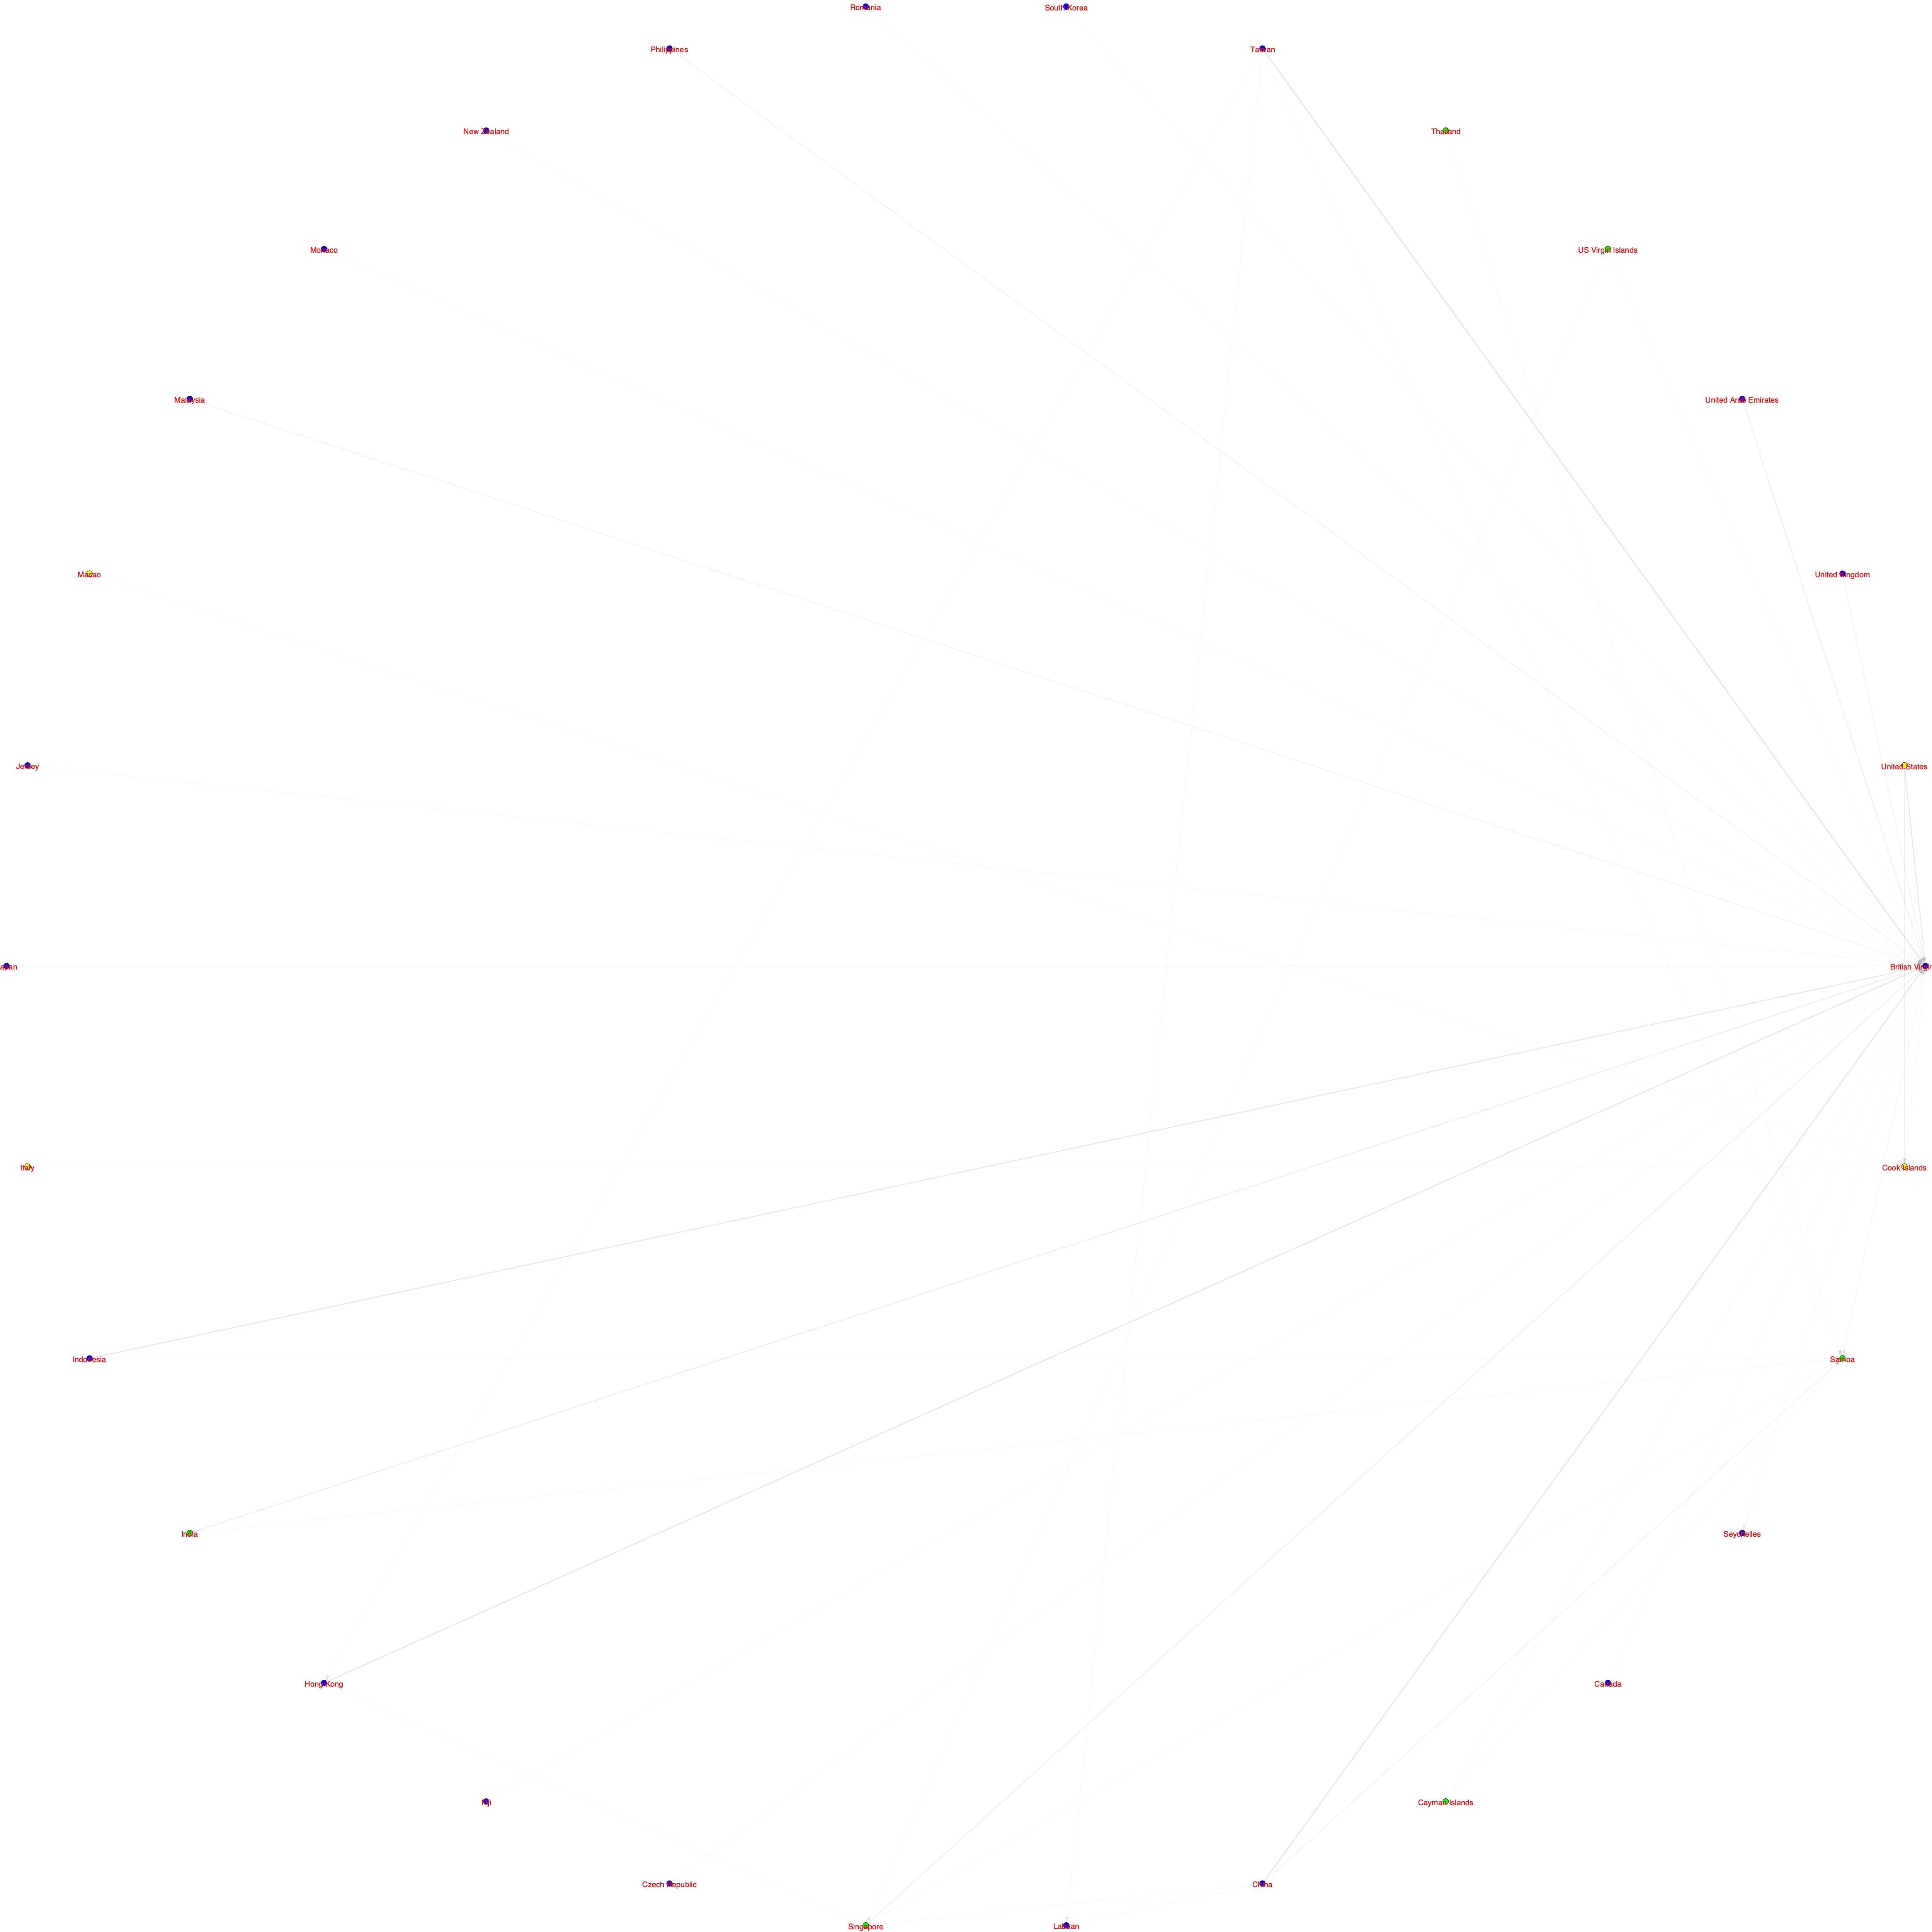 Romania
South Korea
Philippines
Taiwan
New Zealand
Thailand
Monaco
US Virgin Islands
Malaysia
United Arab Emirates
Macao
United Kingdom
Jersey
United States
apan
British Virgin
Italy
Cook Islands
Indonesia
Samoa
India
Seychelles
Hong Kong
Canada
Fiji
Cayman Islands
Czech Republic
China
Singapore
Labuan